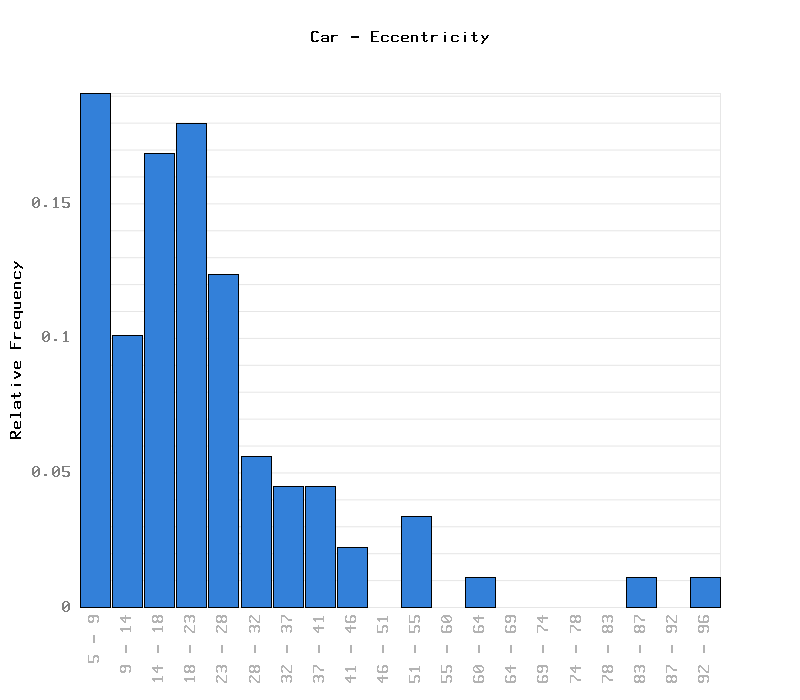 Car - Eccentricity
Relative Frequency
0.15
0.1
0.05
0
5 - 9
9 - 14
14 - 18
18 - 23
23 - 28
28 - 32
32 - 37
37 - 41
41 - 46
46 - 51
51 - 55
55 - 60
60 - 64
64 - 69
69 - 74
74 - 78
78 - 83
83 - 87
87 - 92
92 - 96